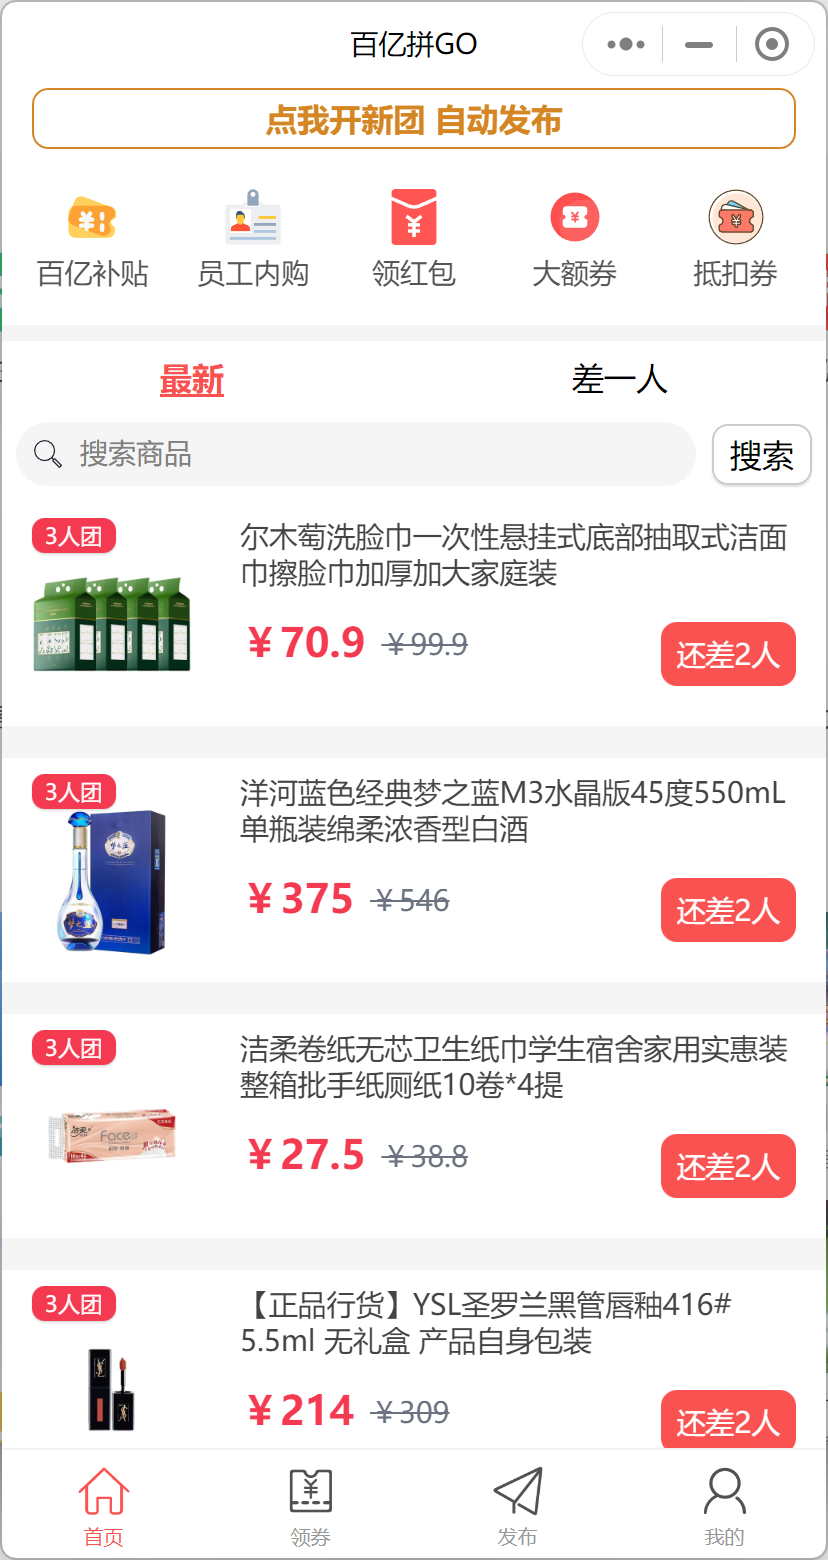 百亿拼GO
点我开新团 自动发布
百亿补贴 员工内购 领红包 大额券 抵扣券
最新 差一人
搜索商品 搜索
3人团
尔木萄洗脸巾一次性悬挂式底部抽取式洁面
巾擦脸巾加厚加大家庭装
¥70.9 ¥99.9
还差2人
3人团
洋河蓝色经典梦之蓝M3水晶版45度550mL
单瓶装绵柔浓香型白酒
梦之蓝
梦之蓝
¥375 ¥546
还差2人
3人团
洁柔卷纸无芯卫生纸巾学生宿舍家用实惠装
整箱批手纸厕纸10卷*4提
洁柔
Face
¥27.5 ¥38.8
还差2人
3人团
【正品行货】YSL圣罗兰黑管唇釉416#
5.5ml 无礼盒 产品自身包装
¥214 ¥309
还差2人
首页 领券 发布 我的